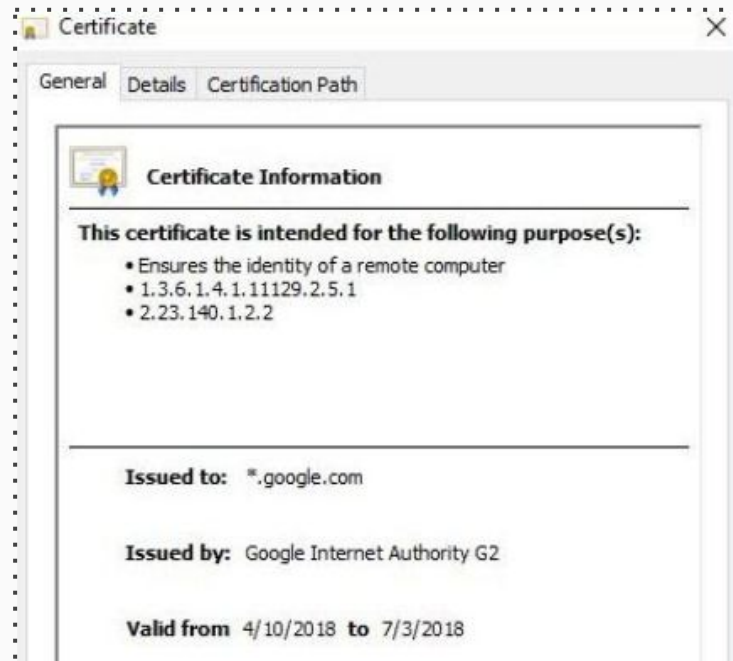 Certificate
General Details Certification Path
Certificate Information
This certificate is intended for the following purpose(s):
• Ensures the identity of a remote computer
• 1.3.6.1.4.1.11129.2.5.1
• 2.23.140.1.2.2
Issued to: *.google.com
Issued by: Google Internet Authority G2
Valid from 4/10/2018 to 7/3/2018